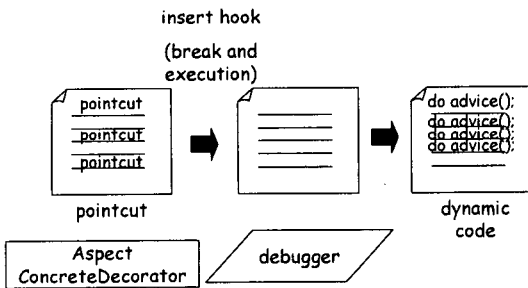 insert hook
(break and
execution)
pointcut
pointcut
pointcut
do advice();
do advice();
do advice();
do advice();
pointcut
dynamic
code
Aspect
ConcreteDecorator
debugger